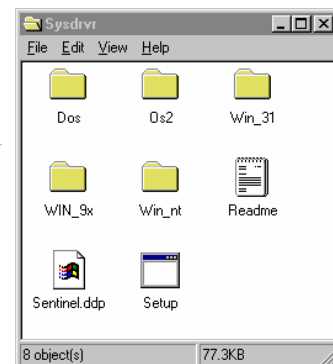 Sysdrvr
File Edit View Help
Dos Os2 Win_31
WIN_9x Win_nt Readme
Sentinel.ddp Setup
8 object(s) 77.3KB